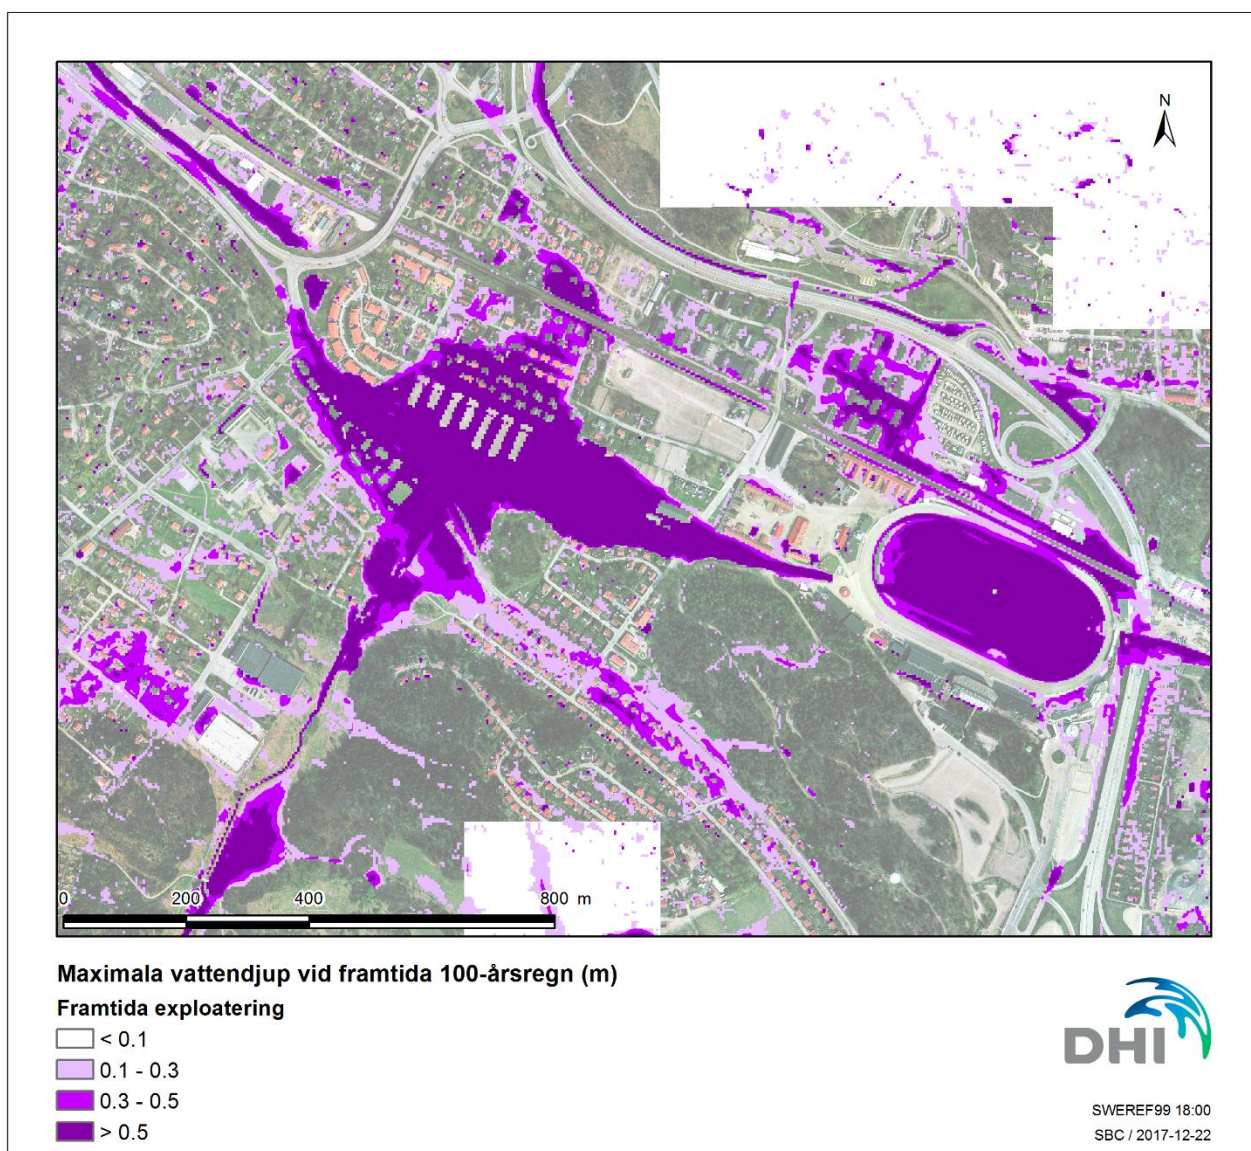 N
0 200 400 800 m
Maximala vattendjup vid framtida 100-årsregn (m)
Framtida exploatering
< 0.1
0.1 - 0.3
0.3 - 0.5
> 0.5
DHI
SWEREF99 18:00
SBC / 2017-12-22